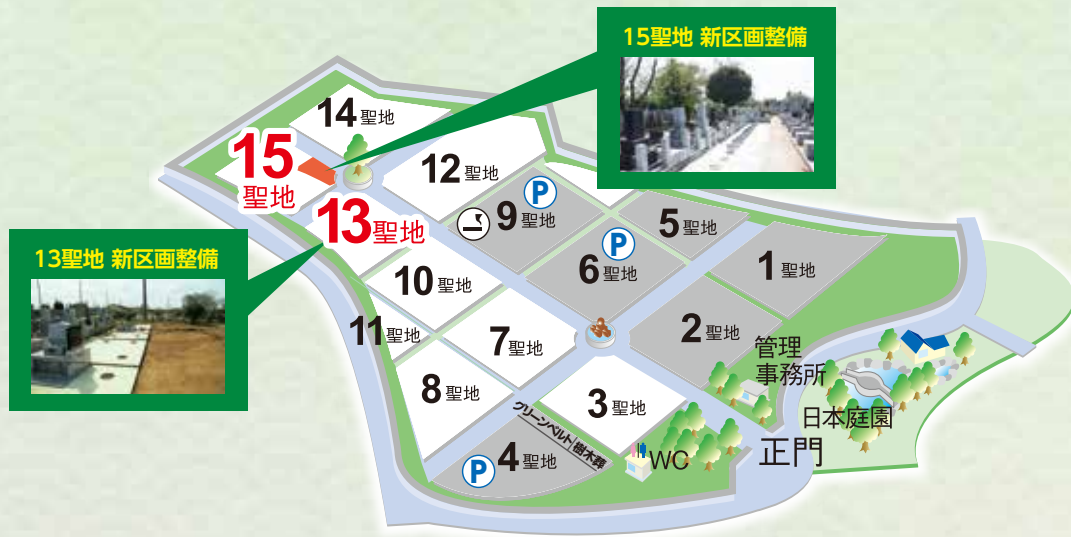 15聖地 新区画整備
14聖地
15
聖地
12聖地
P
9聖地
5聖地
13聖地
P
6聖地
1聖地
13聖地 新区画整備
10聖地
11聖地
7聖地
2聖地
管理
事務所
8聖地
3聖地
日本庭園
グリーンベルト/樹木葬
正門
WC
P
4聖地